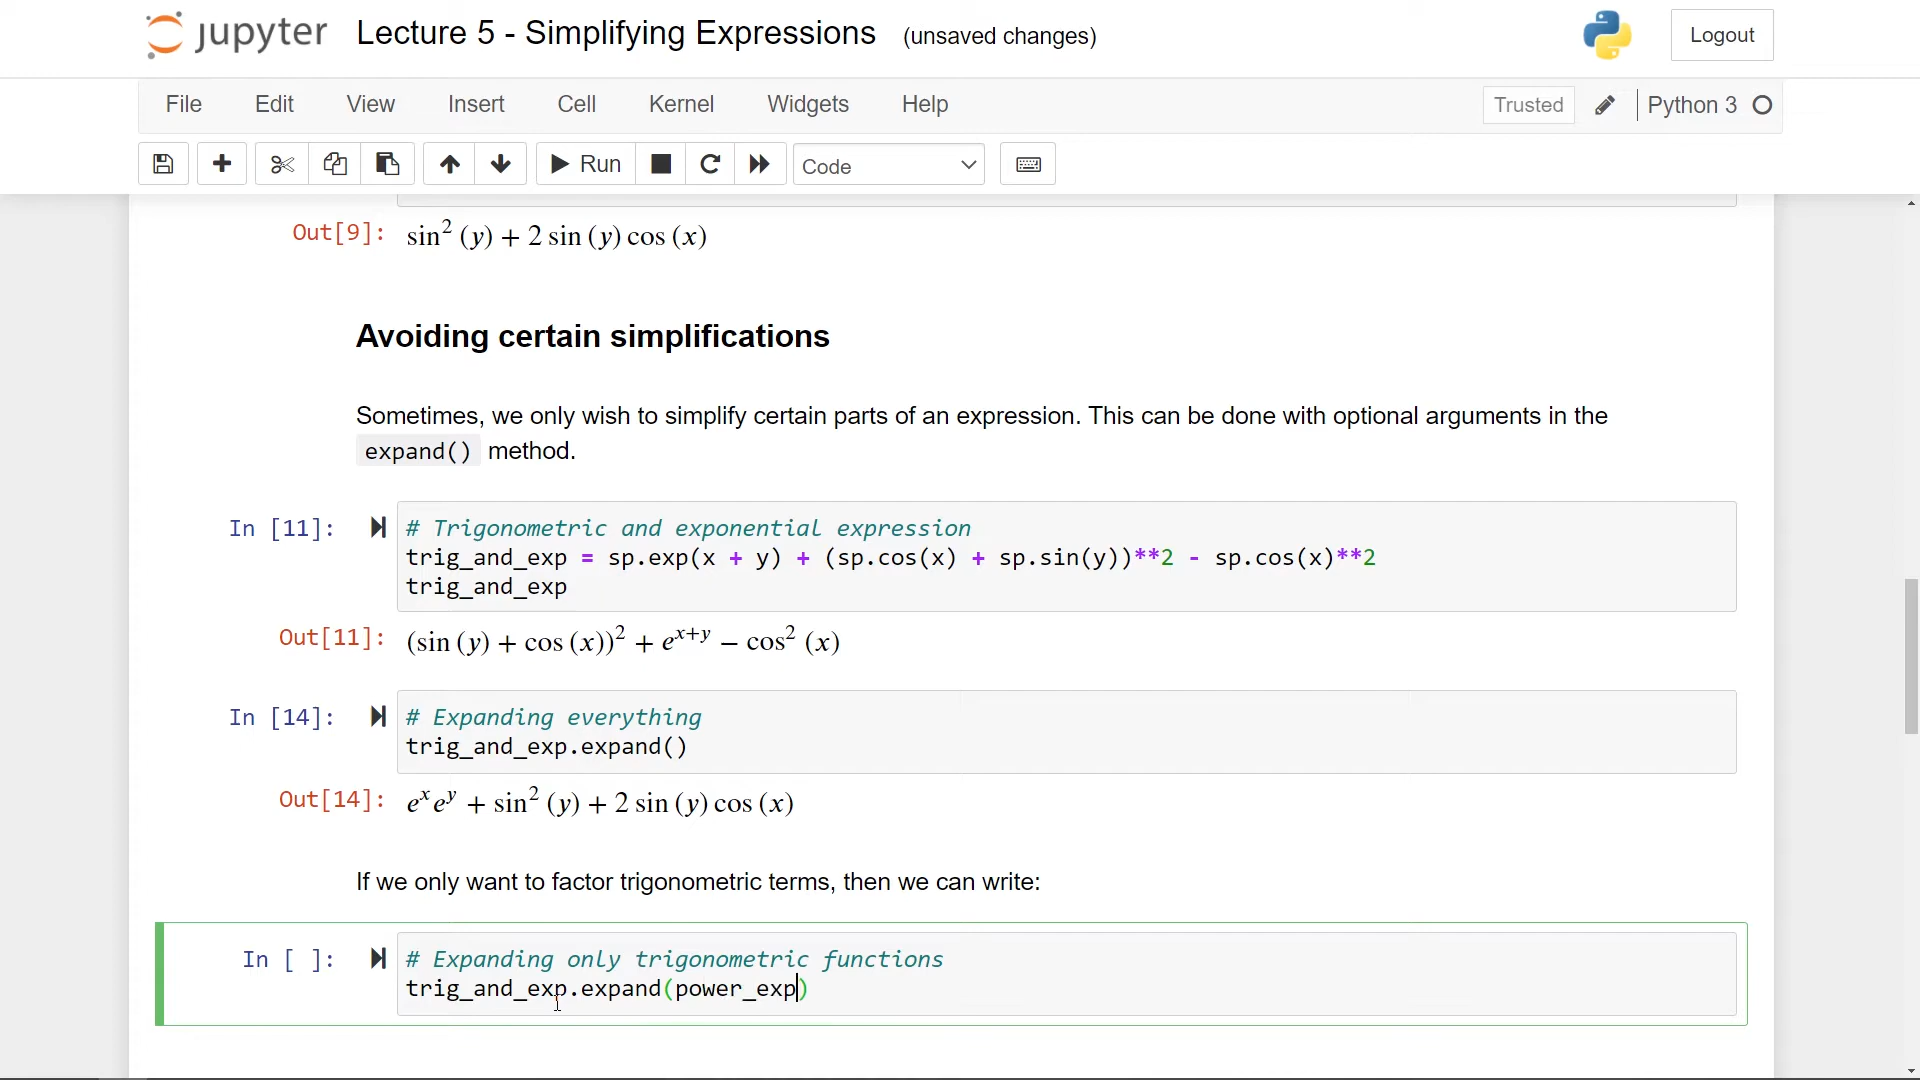 jupyter Lecture 5 - Simplifying Expressions (unsaved changes) Logout
File Edit View Insert Cell Kernel Widgets Help Trusted Python 3
Run Code
Out[9]: sin² (y) + 2 sin (y) cos (x)
Avoiding certain simplifications
Sometimes, we only wish to simplify certain parts of an expression. This can be done with optional arguments in the
expand() method.
In [11]: # Trigonometric and exponential expression
trig_and_exp = sp.exp(x + y) + (sp.cos(x) + sp.sin(y))**2 - sp.cos(x)**2
trig_and_exp
Out[11]: (sin (y) + cos (x))² + eˣ⁺ʸ − cos² (x)
In [14]: # Expanding everything
trig_and_exp.expand()
Out[14]: eˣeʸ + sin² (y) + 2 sin (y) cos (x)
If we only want to factor trigonometric terms, then we can write:
In [ ]: # Expanding only trigonometric functions
trig_and_exp.expand(power_exp)